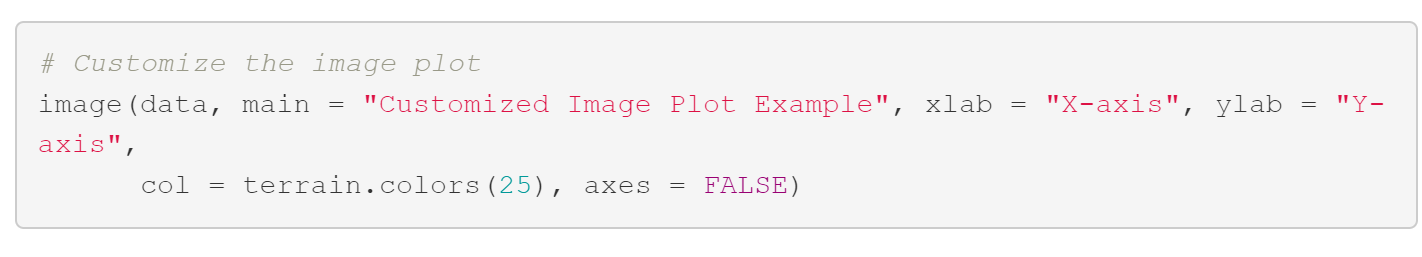 # Customize the image plot
image(data, main = "Customized Image Plot Example", xlab = "X-axis", ylab = "Y-
axis",
      col = terrain.colors(25), axes = FALSE)